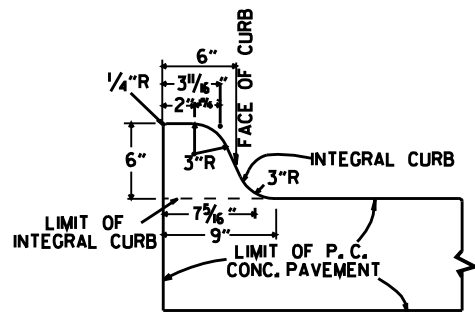 6"
FACE OF CURB
1/4"R
3 11/16"
2"
6"
3"R
INTEGRAL CURB
3"R
LIMIT OF
INTEGRAL CURB
7 5/16"
9"
LIMIT OF P.C.
CONC. PAVEMENT